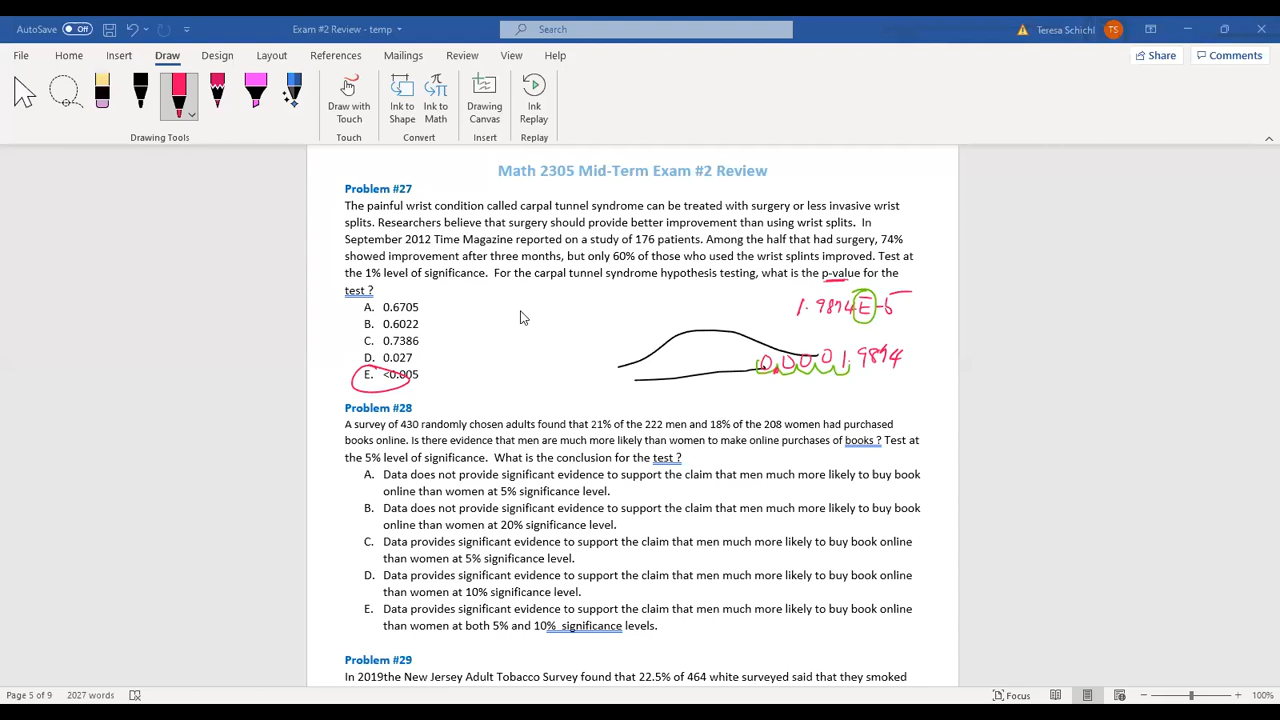 AutoSave Off Exam #2 Review - temp Search Teresa Schichl TS
File Home Insert Draw Design Layout References Mailings Review View Help Share Comments
Draw with Touch Ink to Shape Ink to Math Drawing Canvas Ink Replay
Drawing Tools Touch Convert Insert Replay
Math 2305 Mid-Term Exam #2 Review
Problem #27
The painful wrist condition called carpal tunnel syndrome can be treated with surgery or less invasive wrist
splits. Researchers believe that surgery should provide better improvement than using wrist splits. In
September 2012 Time Magazine reported on a study of 176 patients. Among the half that had surgery, 74%
showed improvement after three months, but only 60% of those who used the wrist splints improved. Test at
the 1% level of significance. For the carpal tunnel syndrome hypothesis testing, what is the p-value for the
test ?
A. 0.6705
B. 0.6022
C. 0.7386
D. 0.027
E. <0.005
1.9874E-5
0.00001.9874
Problem #28
A survey of 430 randomly chosen adults found that 21% of the 222 men and 18% of the 208 women had purchased
books online. Is there evidence that men are much more likely than women to make online purchases of books ? Test at
the 5% level of significance. What is the conclusion for the test ?
A. Data does not provide significant evidence to support the claim that men much more likely to buy book
online than women at 5% significance level.
B. Data does not provide significant evidence to support the claim that men much more likely to buy book
online than women at 20% significance level.
C. Data provides significant evidence to support the claim that men much more likely to buy book online
than women at 5% significance level.
D. Data provides significant evidence to support the claim that men much more likely to buy book online
than women at 10% significance level.
E. Data provides significant evidence to support the claim that men much more likely to buy book online
than women at both 5% and 10% significance levels.
Problem #29
In 2019the New Jersey Adult Tobacco Survey found that 22.5% of 464 white surveyed said that they smoked
Page 5 of 9 2027 words Focus 100%